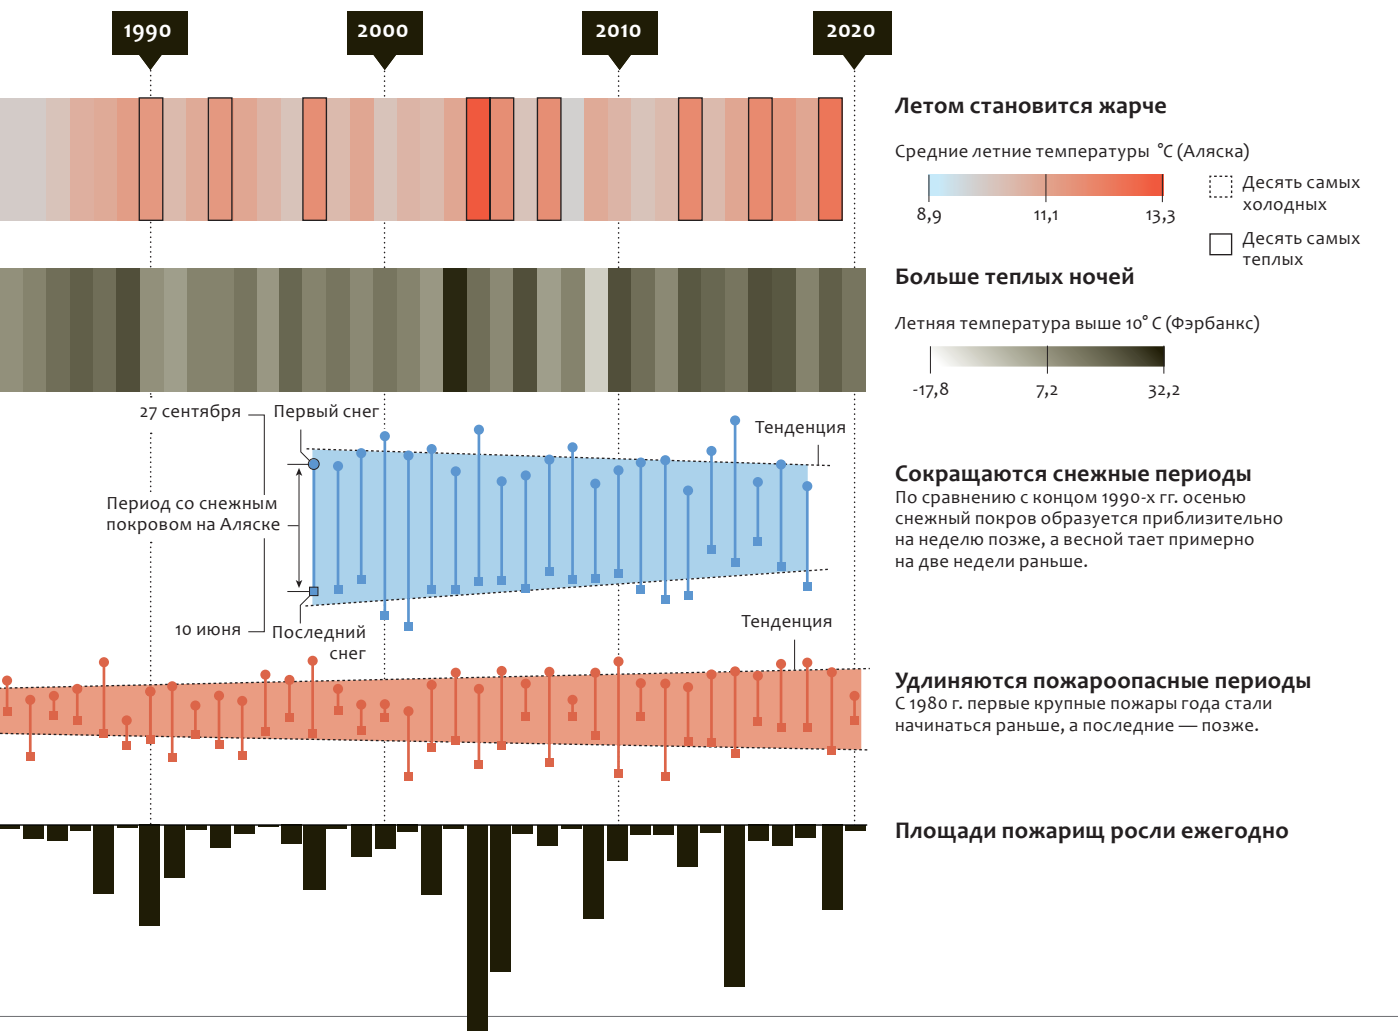 1990
2000
2010
2020
Летом становится жарче
Средние летние температуры °С (Аляска)
8,9
11,1
13,3
Десять самых
холодных
Десять самых
теплых
Больше теплых ночей
Летняя температура выше 10° С (Фэрбанкс)
-17,8
7,2
32,2
27 сентября
Первый снег
Тенденция
Период со снежным
покровом на Аляске
10 июня
Последний
снег
Сокращаются снежные периоды
По сравнению с концом 1990-х гг. осенью
снежный покров образуется приблизительно
на неделю позже, а весной тает примерно
на две недели раньше.
Тенденция
Удлиняются пожароопасные периоды
С 1980 г. первые крупные пожары года стали
начинаться раньше, а последние — позже.
Площади пожарищ росли ежегодно